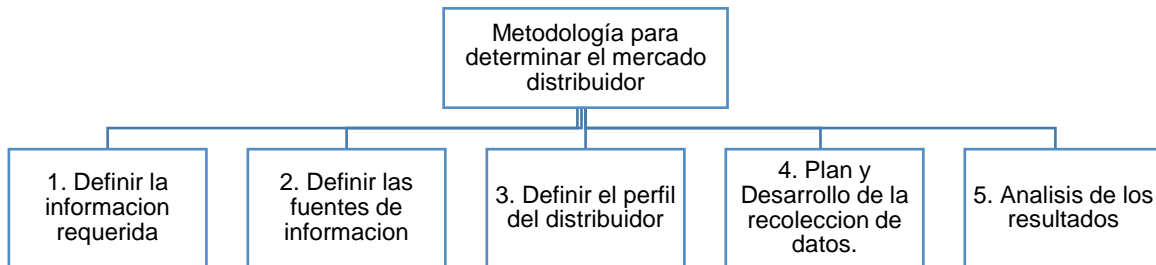 Metodología para
determinar el mercado
distribuidor
1. Definir la
informacion
requerida
2. Definir las
fuentes de
informacion
3. Definir el perfil
del distribuidor
4. Plan y
Desarrollo de la
recoleccion de
datos.
5. Analisis de los
resultados